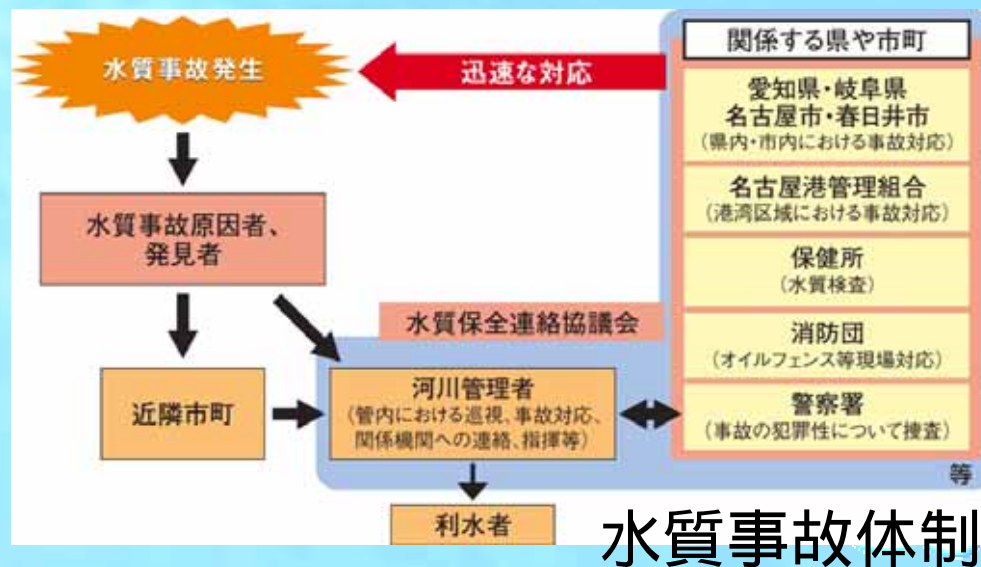 水質事故発生
迅速な対応
関係する県や市町
愛知県・岐阜県
名古屋市・春日井市
(県内・市内における事故対応)
名古屋港管理組合
(港湾区域における事故対応)
保健所
(水質検査)
消防団
(オイルフェンス等現場対応)
警察署
(事故の犯罪性について捜査)
等
水質事故原因者、
発見者
水質保全連絡協議会
近隣市町
河川管理者
(管内における巡視、事故対応、
関係機関への連絡、指揮等)
利水者
水質事故体制